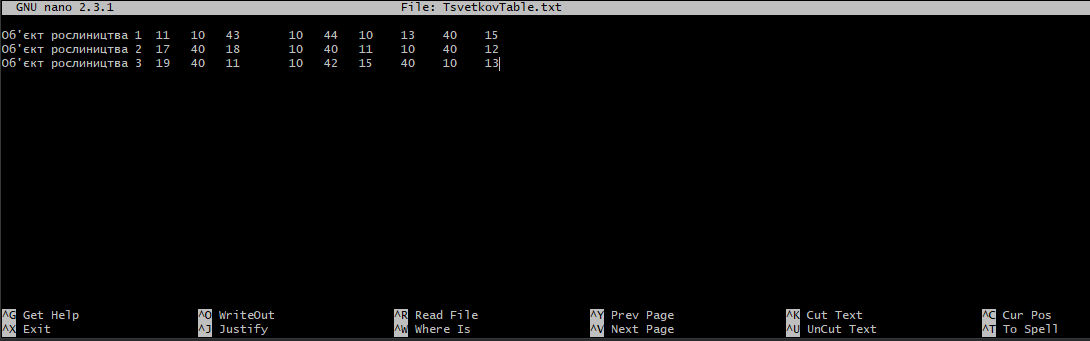 GNU nano 2.3.1 File: TsvetkovTable.txt
Об'єкт рослиництва 1 11 10 43 10 44 10 13 40 15
Об'єкт рослиництва 2 17 40 18 10 40 11 10 40 12
Об'єкт рослиництва 3 19 40 11 10 42 15 40 10 13
^G Get Help ^O WriteOut ^R Read File ^Y Prev Page ^K Cut Text ^C Cur Pos
^X Exit ^J Justify ^W Where Is ^V Next Page ^U UnCut Text ^T To Spell